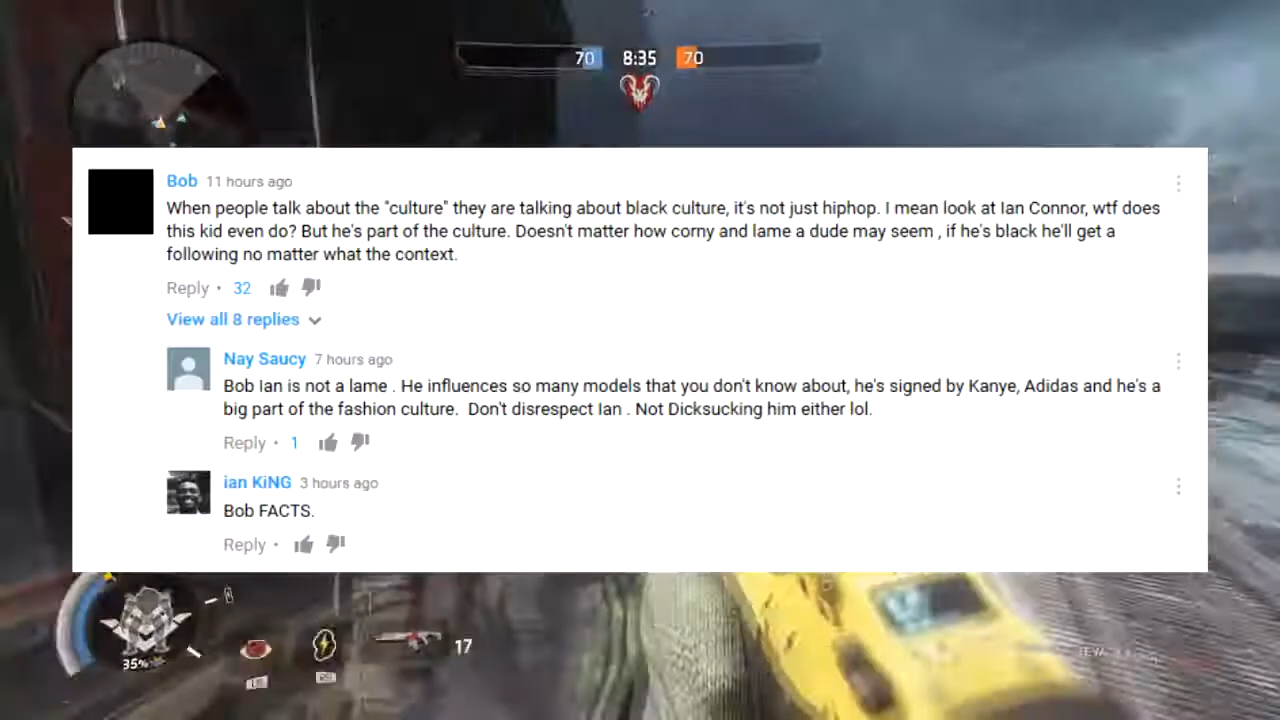 70 8:35 70
Bob 11 hours ago
When people talk about the "culture" they are talking about black culture, it's not just hiphop. I mean look at Ian Connor, wtf does
this kid even do? But he's part of the culture. Doesn't matter how corny and lame a dude may seem , if he's black he'll get a
following no matter what the context.
Reply • 32
View all 8 replies
Nay Saucy 7 hours ago
Bob Ian is not a lame . He influences so many models that you don't know about, he's signed by Kanye, Adidas and he's a
big part of the fashion culture.  Don't disrespect Ian . Not Dicksucking him either lol.
Reply • 1
ian KiNG 3 hours ago
Bob FACTS.
Reply •
35%
17
LB
RB